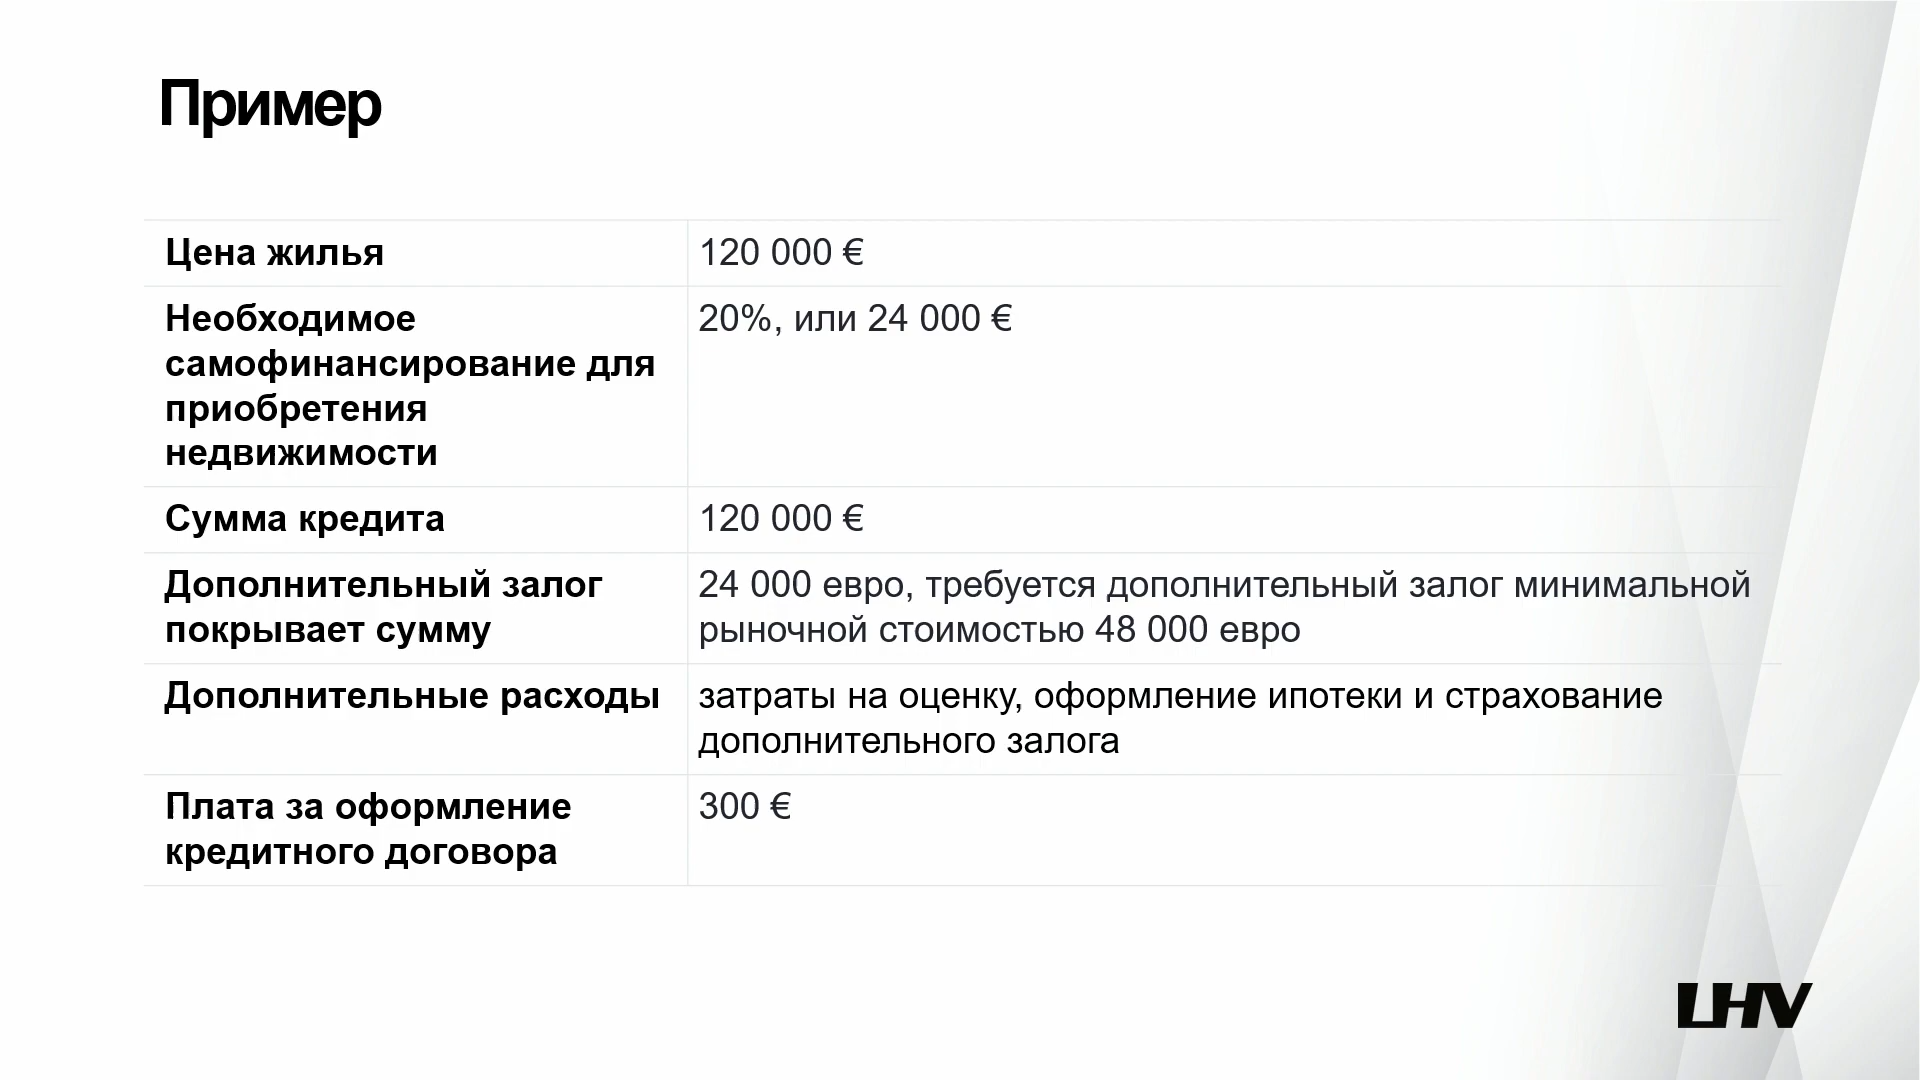 Пример
Цена жилья
120 000 €
Необходимое
самофинансирование для
приобретения
недвижимости
20%, или 24 000 €
Сумма кредита
120 000 €
Дополнительный залог
покрывает сумму
24 000 евро, требуется дополнительный залог минимальной
рыночной стоимостью 48 000 евро
Дополнительные расходы
затраты на оценку, оформление ипотеки и страхование
дополнительного залога
Плата за оформление
кредитного договора
300 €
LHV